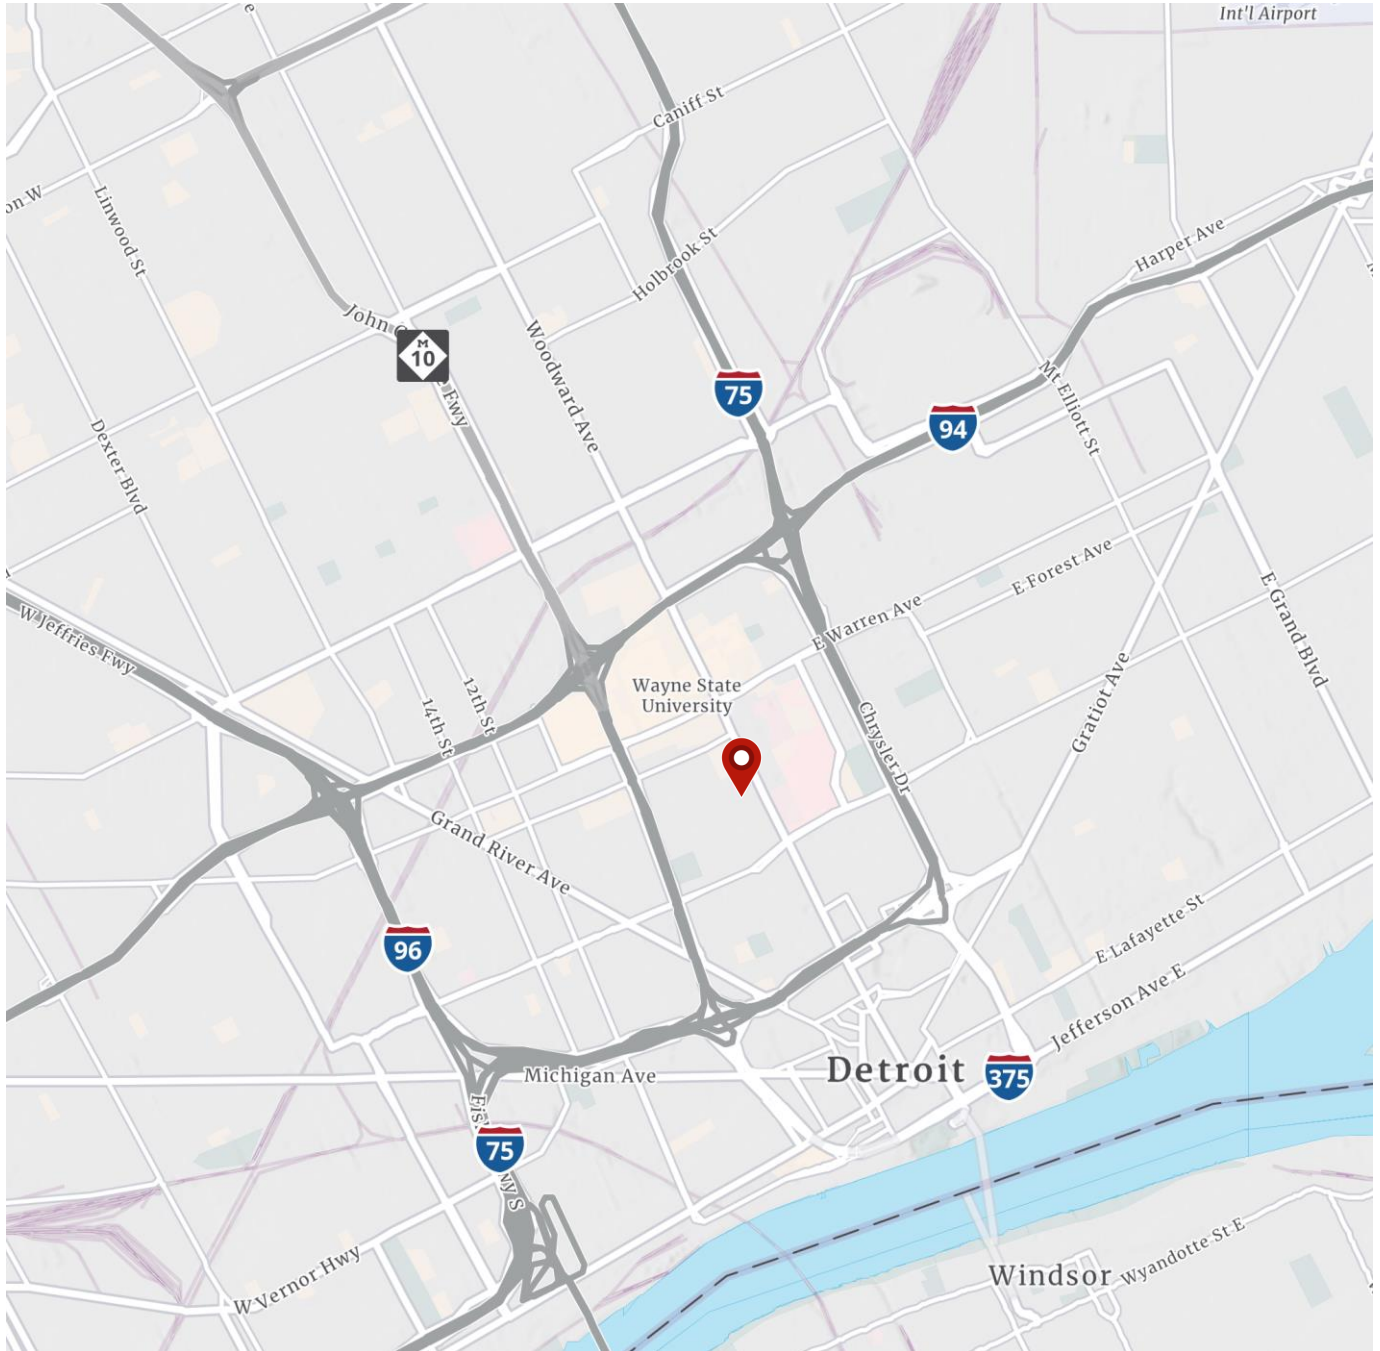 Int'l Airport
e
Caniff St
on W
Linwood St
Holbrook St
Harper Ave
John C
M
10
c Fwy
Woodward Ave
75
94
Mt Elliott St
Dexter Blvd
E Forest Ave
E Warren Ave
E Grand Blvd
W Jeffries Fwy
12th St
14th St
Wayne State
University
Chrysler Dr
Gratiot Ave
Grand River Ave
96
E Lafayette St
Jefferson Ave E
Michigan Ave
Detroit
375
75
W Vernor Hwy
Windsor
Wyandotte St E